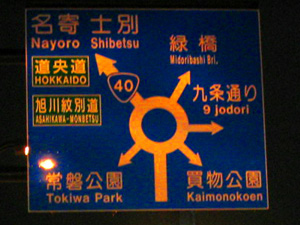 名寄 士別
Nayoro Shibetsu
緑橋
Midoribashi Bri.
道央道
HOKKAIDO
40
旭川紋別道
ASAHIKAWA-MONBETSU
九条通り
9 jodori
常磐公園
Tokiwa Park
買物公園
Kaimonokoen